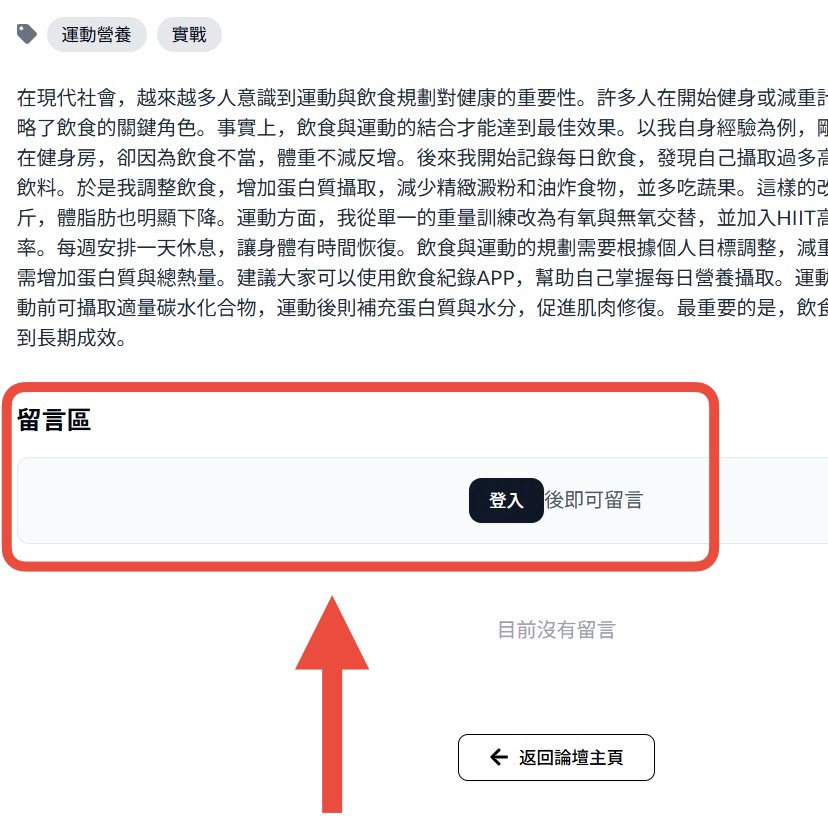 運動營養 實戰
在現代社會，越來越多人意識到運動與飲食規劃對健康的重要性。許多人在開始健身或減重
略了飲食的關鍵角色。事實上，飲食與運動的結合才能達到最佳效果。以我自身經驗為例，
在健身房，卻因為飲食不當，體重不減反增。後來我開始記錄每日飲食，發現自己攝取過多
飲料。於是我調整飲食，增加蛋白質攝取，減少精緻澱粉和油炸食物，並多吃蔬果。這樣的
斤，體脂肪也明顯下降。運動方面，我從單一的重量訓練改為有氧與無氧交替，並加入HIIT高
率。每週安排一天休息，讓身體有時間恢復。飲食與運動的規劃需要根據個人目標調整，減重
需增加蛋白質與總熱量。建議大家可以使用飲食紀錄APP，幫助自己掌握每日營養攝取。運動
動前可攝取適量碳水化合物，運動後則補充蛋白質與水分，促進肌肉修復。最重要的是，飲食
到長期成效。
留言區
登入後即可留言
目前沒有留言
返回論壇主頁